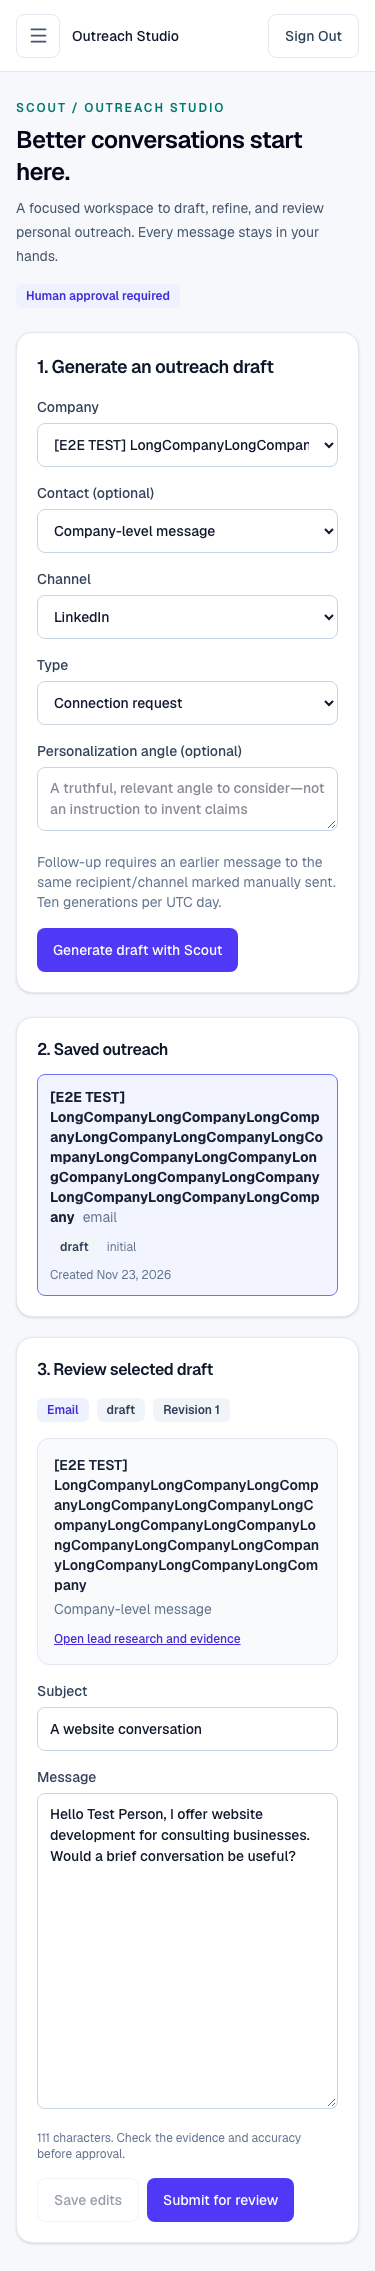 Outreach Studio
Sign Out
SCOUT / OUTREACH STUDIO
Better conversations start
here.
A focused workspace to draft, refine, and review
personal outreach. Every message stays in your
hands.
Human approval required
1. Generate an outreach draft
Company
[E2E TEST] LongCompanyLongCompan
Contact (optional)
Company-level message
Channel
LinkedIn
Type
Connection request
Personalization angle (optional)
A truthful, relevant angle to consider—not
an instruction to invent claims
Follow-up requires an earlier message to the
same recipient/channel marked manually sent.
Ten generations per UTC day.
Generate draft with Scout
2. Saved outreach
[E2E TEST]
LongCompanyLongCompanyLongComp
anyLongCompanyLongCompanyLongCo
mpanyLongCompanyLongCompanyLon
gCompanyLongCompanyLongCompany
LongCompanyLongCompanyLongComp
any email
draft initial
Created Nov 23, 2026
3. Review selected draft
Email draft Revision 1
[E2E TEST]
LongCompanyLongCompanyLongComp
anyLongCompanyLongCompanyLongC
ompanyLongCompanyLongCompanyLo
ngCompanyLongCompanyLongCompan
yLongCompanyLongCompanyLongCom
pany
Company-level message
Open lead research and evidence
Subject
A website conversation
Message
Hello Test Person, I offer website
development for consulting businesses.
Would a brief conversation be useful?
111 characters. Check the evidence and accuracy
before approval.
Save edits
Submit for review